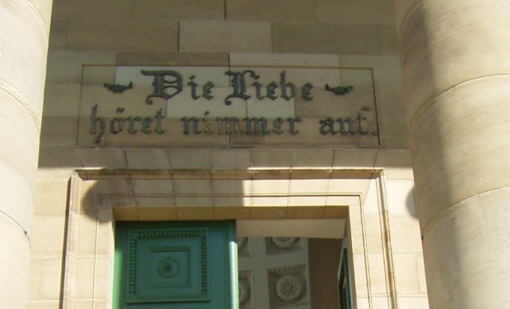 Die Liebe
höret nimmer auf.